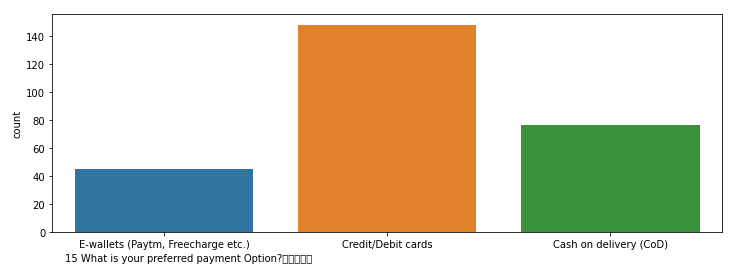 140
120
100
80
60
40
20
0
count
E-wallets (Paytm, Freecharge etc.)
Credit/Debit cards
Cash on delivery (CoD)
15 What is your preferred payment Option?